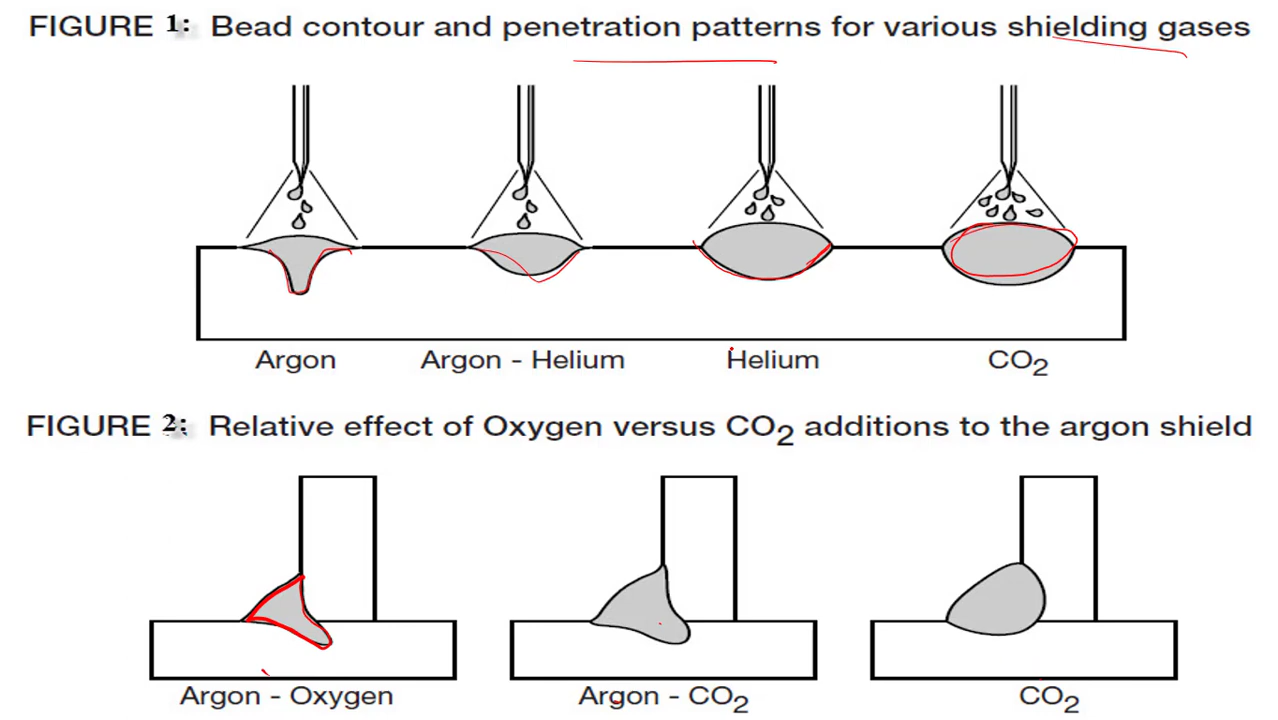 FIGURE 1: Bead contour and penetration patterns for various shielding gases
Argon
Argon - Helium
Helium
CO2
FIGURE 2: Relative effect of Oxygen versus CO2 additions to the argon shield
Argon - Oxygen
Argon - CO2
CO2